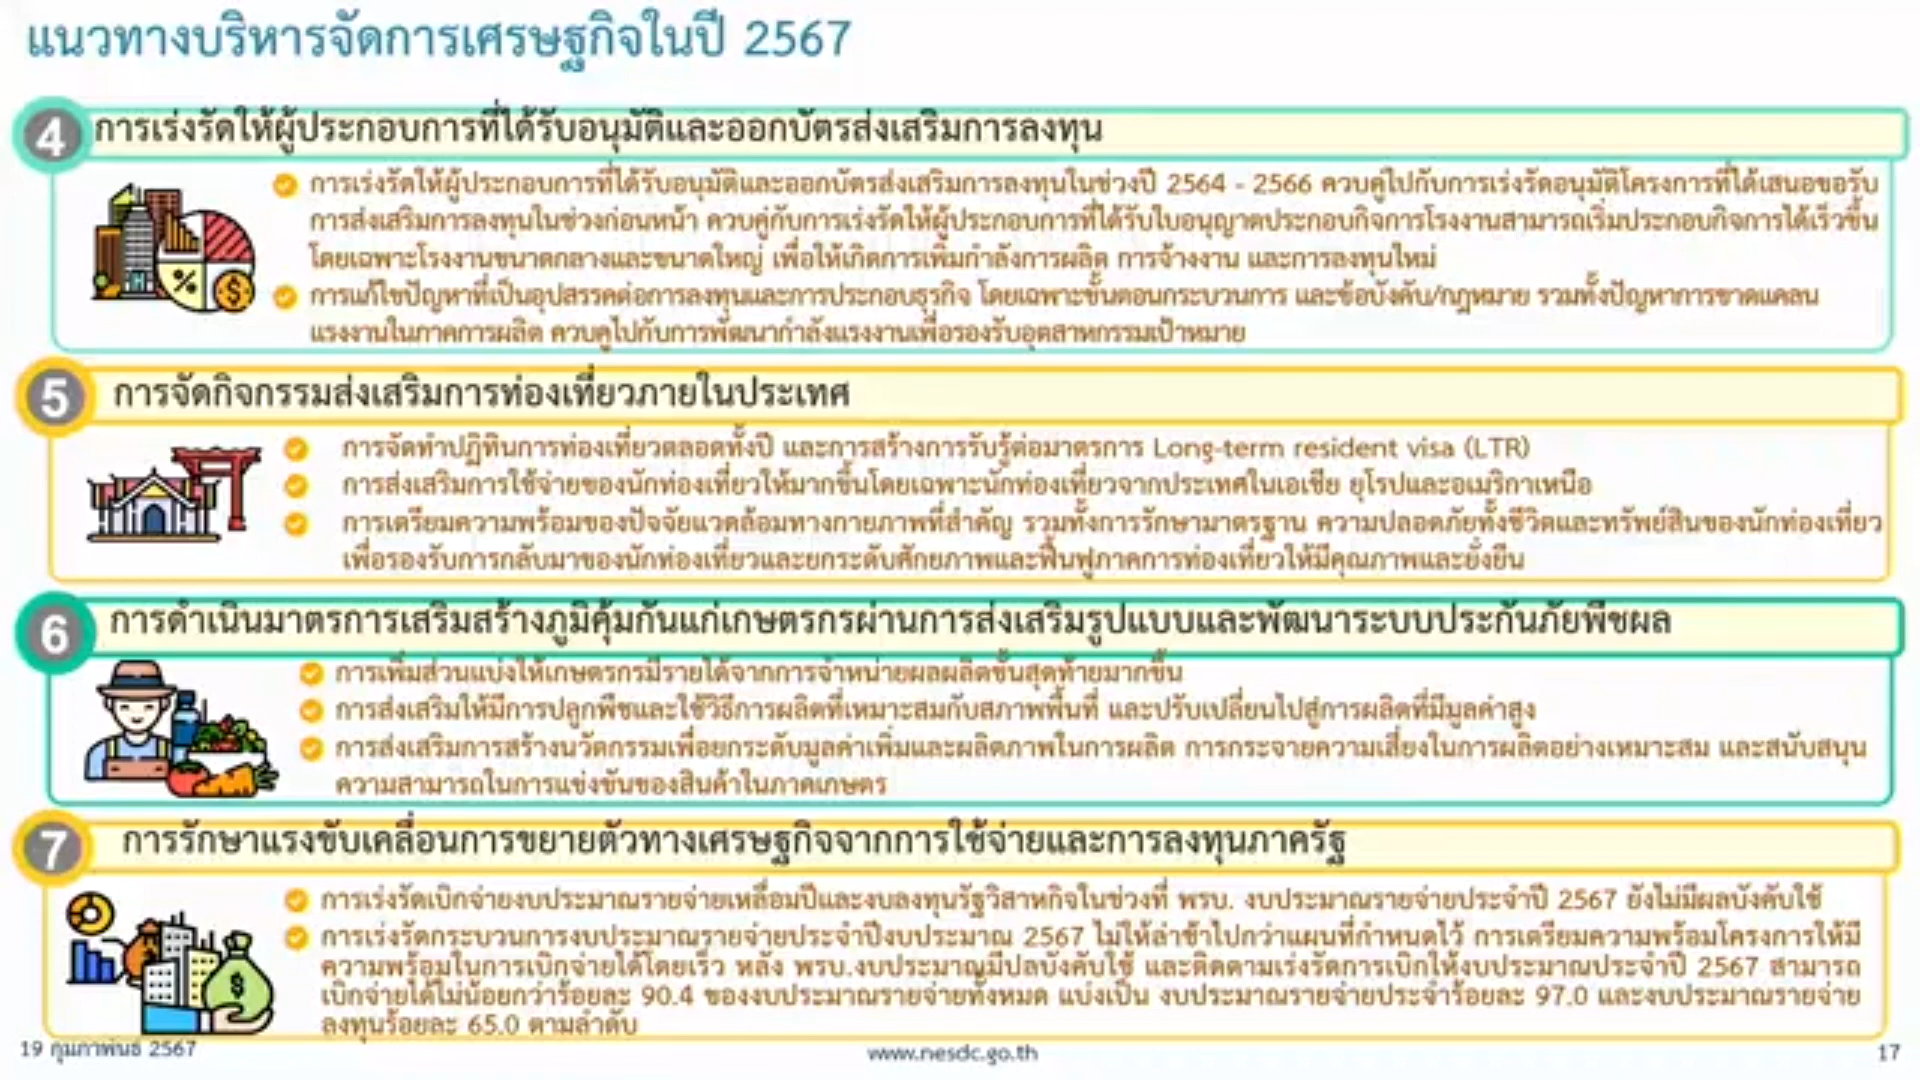 แนวทางบริหารจัดการเศรษฐกิจในปี 2567
4 การเร่งรัดให้ผู้ประกอบการที่ได้รับอนุมัติและออกบัตรส่งเสริมการลงทุน
การเร่งรัดให้ผู้ประกอบการที่ได้รับอนุมัติและออกบัตรส่งเสริมการลงทุนในช่วงปี 2564 - 2566 ควบคู่ไปกับการเร่งรัดอนุมัติโครงการที่ได้เสนอขอรับ
การส่งเสริมการลงทุนในช่วงก่อนหน้า ควบคู่กับการเร่งรัดให้ผู้ประกอบการที่ได้รับใบอนุญาตประกอบกิจการโรงงานสามารถเริ่มประกอบกิจการได้เร็วขึ้น
โดยเฉพาะโรงงานขนาดกลางและขนาดใหญ่ เพื่อให้เกิดการเพิ่มกำลังการผลิต การจ้างงาน และการลงทุนใหม่
การแก้ไขปัญหาที่เป็นอุปสรรคต่อการลงทุนและการประกอบธุรกิจ โดยเฉพาะขั้นตอนกระบวนการ และข้อบังคับ/กฎหมาย รวมทั้งปัญหาการขาดแคลน
แรงงานในภาคการผลิต ควบคู่ไปกับการพัฒนากำลังแรงงานเพื่อรองรับอุตสาหกรรมเป้าหมาย
5 การจัดกิจกรรมส่งเสริมการท่องเที่ยวภายในประเทศ
การจัดทำปฏิทินการท่องเที่ยวตลอดทั้งปี และการสร้างการรับรู้ต่อมาตรการ Long-term resident visa (LTR)
การส่งเสริมการใช้จ่ายของนักท่องเที่ยวให้มากขึ้นโดยเฉพาะนักท่องเที่ยวจากประเทศในเอเชีย ยุโรปและอเมริกาเหนือ
การเตรียมความพร้อมของปัจจัยแวดล้อมทางกายภาพที่สำคัญ รวมทั้งการรักษามาตรฐาน ความปลอดภัยทั้งชีวิตและทรัพย์สินของนักท่องเที่ยว
เพื่อรองรับการกลับมาของนักท่องเที่ยวและยกระดับศักยภาพและฟื้นฟูภาคการท่องเที่ยวให้มีคุณภาพและยั่งยืน
6 การดำเนินมาตรการเสริมสร้างภูมิคุ้มกันแก่เกษตรกรผ่านการส่งเสริมรูปแบบและพัฒนาระบบประกันภัยพืชผล
การเพิ่มส่วนแบ่งให้เกษตรกรมีรายได้จากการจำหน่ายผลผลิตขั้นสุดท้ายมากขึ้น
การส่งเสริมให้มีการปลูกพืชและใช้วิธีการผลิตที่เหมาะสมกับสภาพพื้นที่ และปรับเปลี่ยนไปสู่การผลิตที่มีมูลค่าสูง
การส่งเสริมการสร้างนวัตกรรมเพื่อยกระดับมูลค่าเพิ่มและผลิตภาพในการผลิต การกระจายความเสี่ยงในการผลิตอย่างเหมาะสม และสนับสนุน
ความสามารถในการแข่งขันของสินค้าในภาคเกษตร
7 การรักษาแรงขับเคลื่อนการขยายตัวทางเศรษฐกิจจากการใช้จ่ายและการลงทุนภาครัฐ
การเร่งรัดเบิกจ่ายงบประมาณรายจ่ายเหลื่อมปีและงบลงทุนรัฐวิสาหกิจในช่วงที่ พรบ. งบประมาณรายจ่ายประจำปี 2567 ยังไม่มีผลบังคับใช้
การเร่งรัดกระบวนการงบประมาณรายจ่ายประจำปีงบประมาณ 2567 ไม่ให้ล่าช้าไปกว่าแผนที่กำหนดไว้ การเตรียมความพร้อมโครงการให้มี
ความพร้อมในการเบิกจ่ายได้โดยเร็ว หลัง พรบ.งบประมาณมีปลบังคับใช้ และติดตามเร่งรัดการเบิกให้งบประมาณประจำปี 2567 สามารถ
เบิกจ่ายได้ไม่น้อยกว่าร้อยละ 90.4 ของงบประมาณรายจ่ายทั้งหมด แบ่งเป็น งบประมาณรายจ่ายประจำร้อยละ 97.0 และงบประมาณรายจ่าย
ลงทุนร้อยละ 65.0 ตามลำดับ
19 กุมภาพันธ์ 2567
www.nesdc.go.th
17